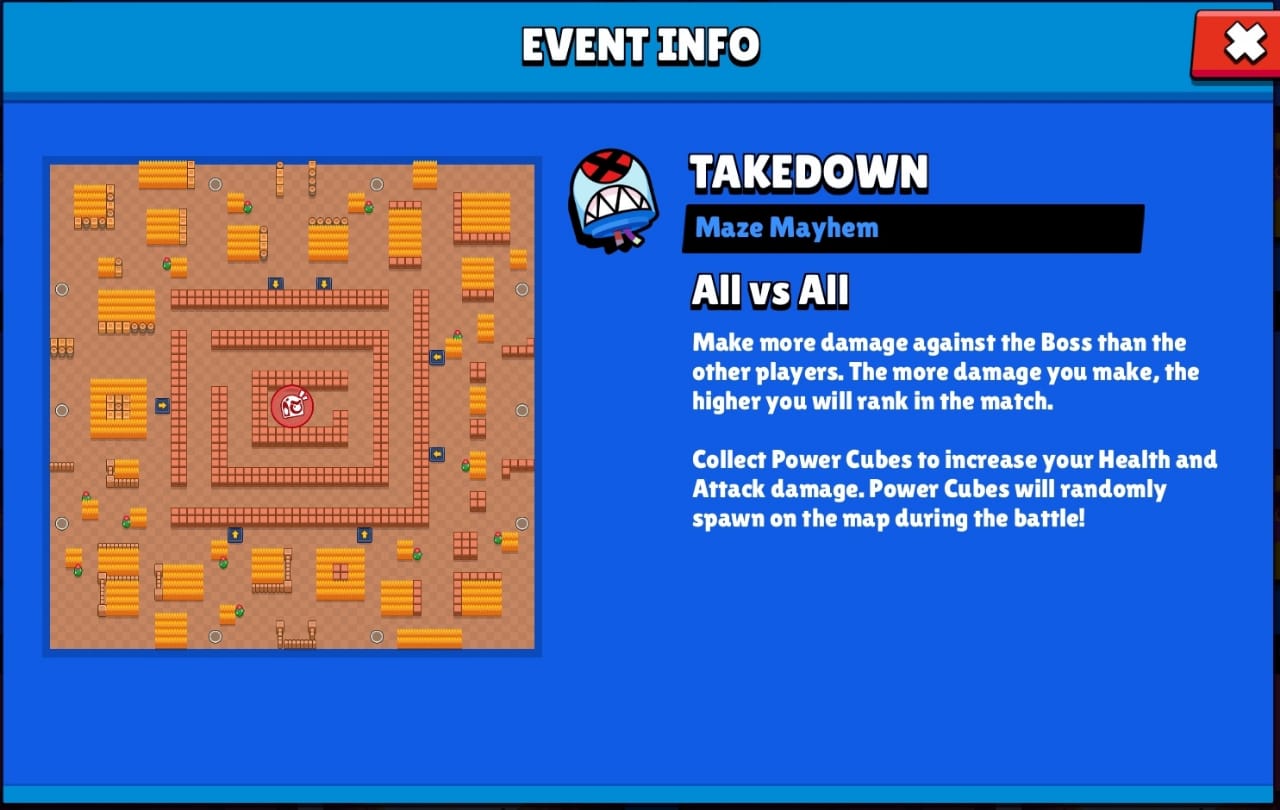 EVENT INFO
TAKEDOWN
Maze Mayhem
All vs All
Make more damage against the Boss than the
other players. The more damage you make, the
higher you will rank in the match.
Collect Power Cubes to increase your Health and
Attack damage. Power Cubes will randomly
spawn on the map during the battle!